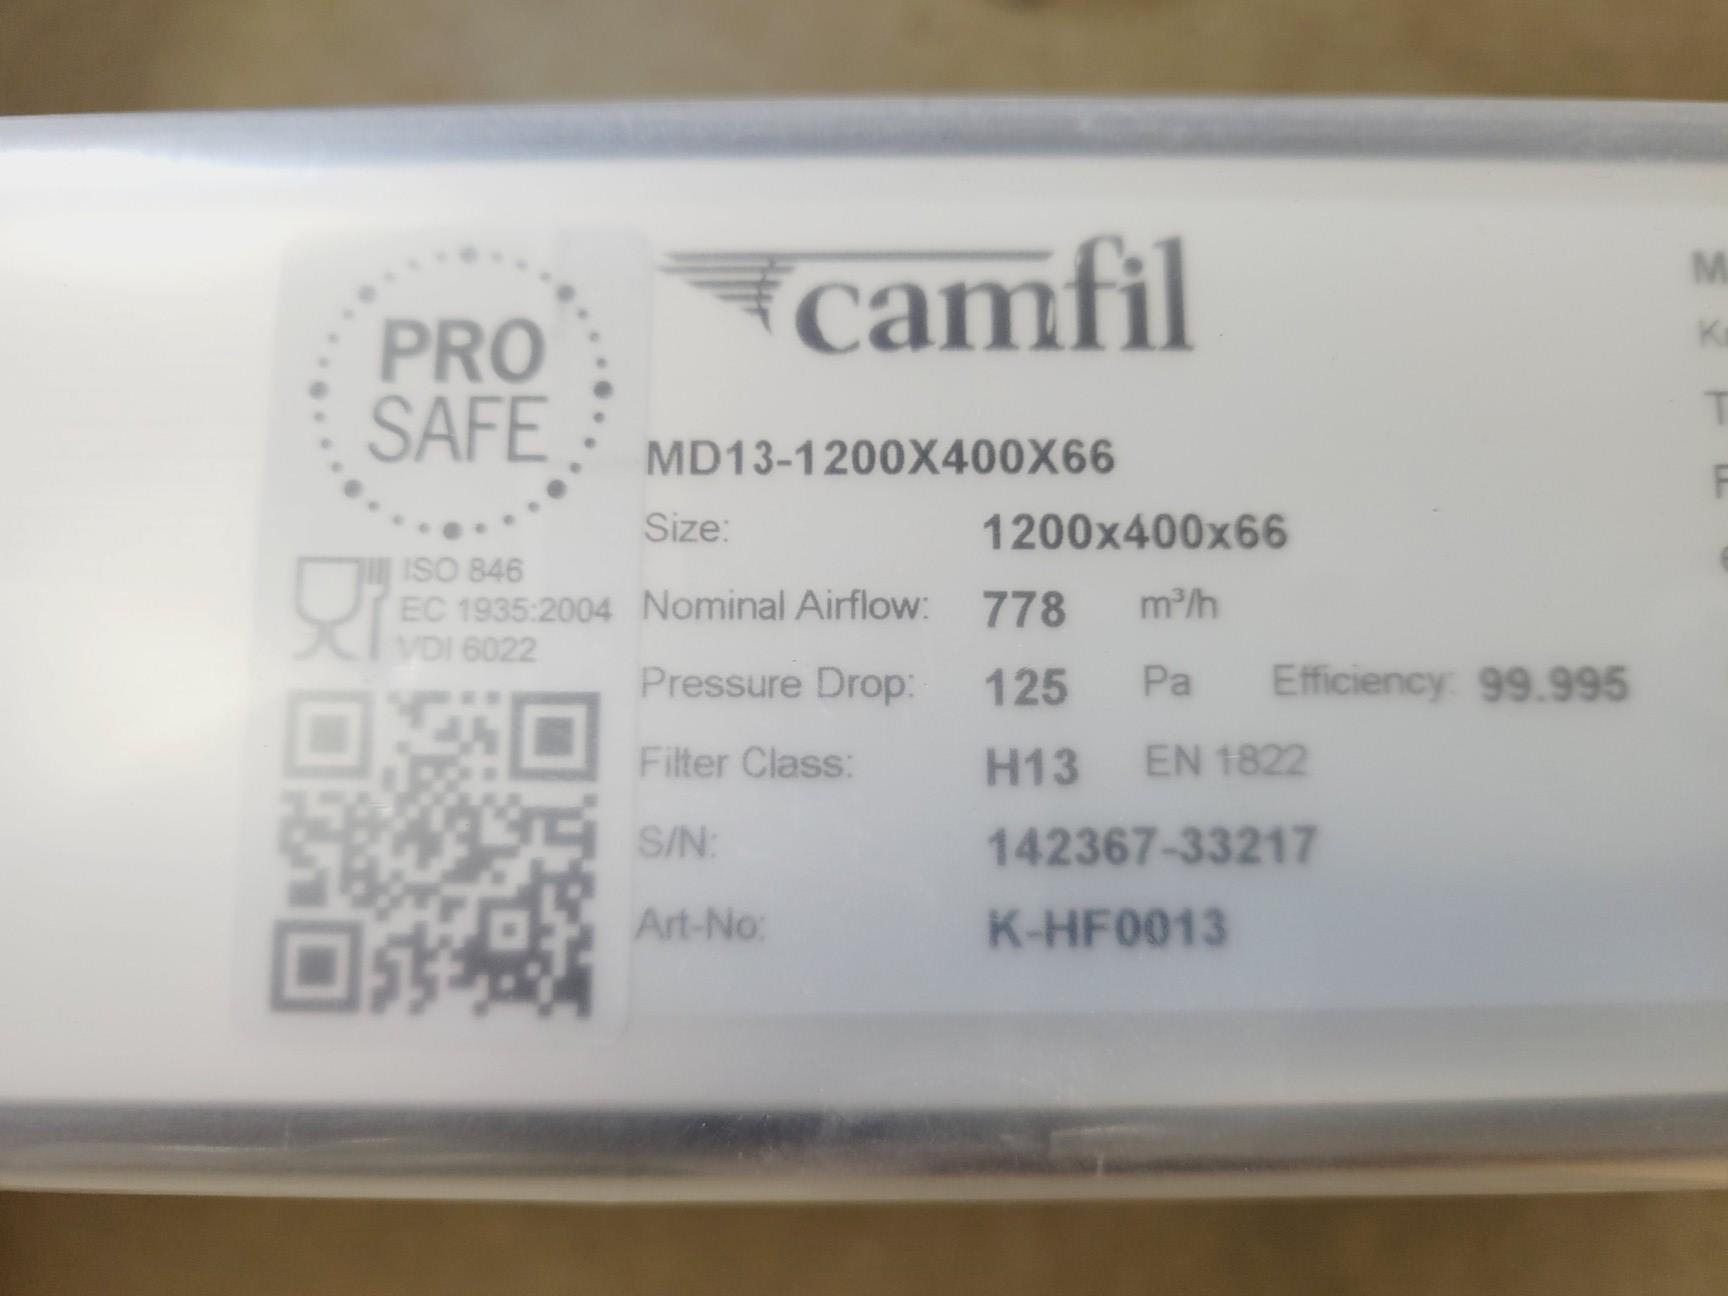 PRO
SAFE
ISO 846
EC 1935:2004
VDI 6022
camfil
MD13-1200X400X66
Size: 1200x400x66
Nominal Airflow: 778 m³/h
Pressure Drop: 125 Pa Efficiency: 99.995
Filter Class: H13 EN 1822
S/N: 142367-33217
Art-No: K-HF0013